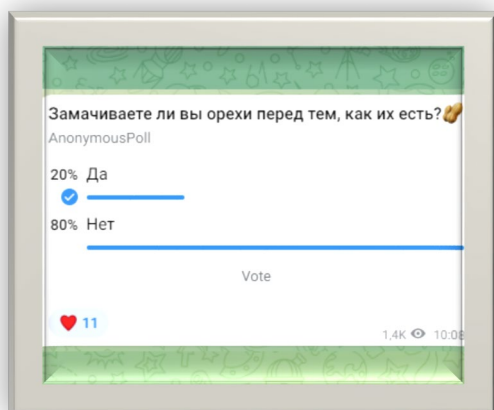 Замачиваете ли вы орехи перед тем, как их есть?🥜
AnonymousPoll
20% Да
80% Нет
Vote
❤️ 11
1,4K 10:08